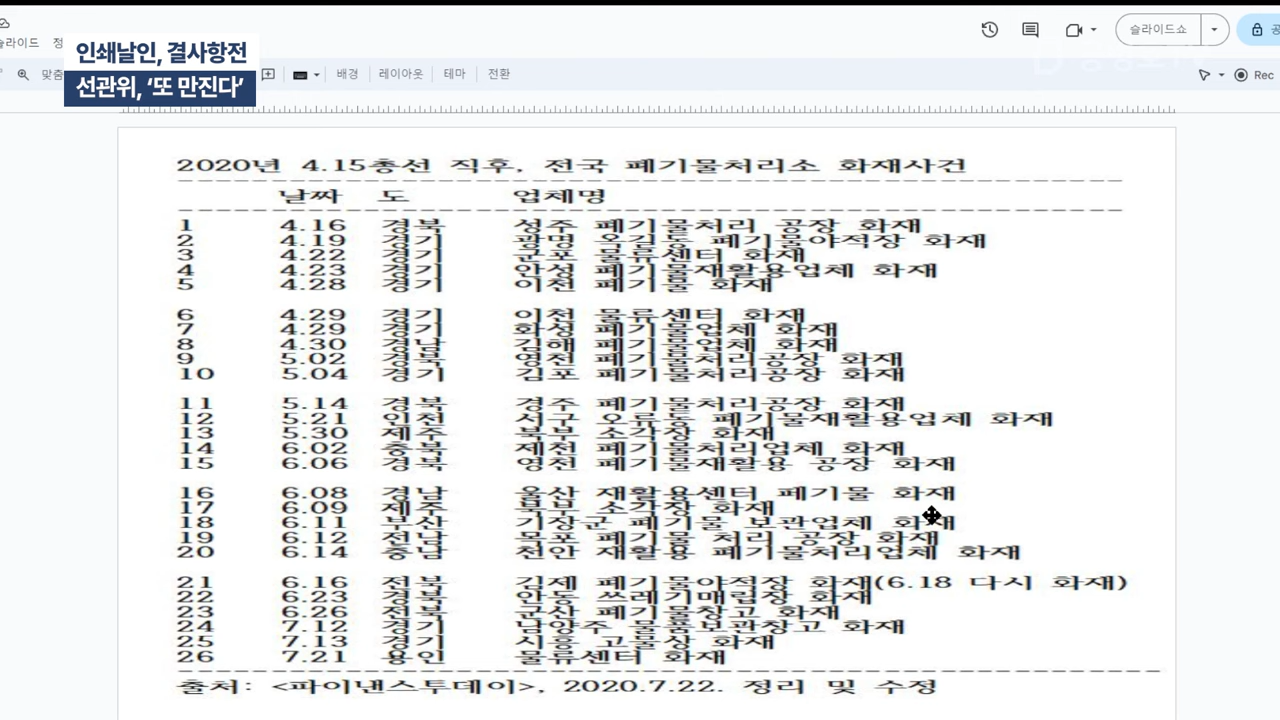 슬라이드
인쇄날인, 결사항전
선관위, ‘또 만진다’
맞춤
배경
레이아웃
테마
전환
슬라이드쇼
Rec
2020년 4.15총선 직후, 전국 폐기물처리소 화재사건
날짜 도 업체명
1 4.16 경북 성주 폐기물처리 공장 화재
2 4.19 경기 광명 옥길동 폐기물야적장 화재
3 4.22 경기 군포 물류센터 화재
4 4.23 경기 안성 폐기물재활용업체 화재
5 4.28 경기 이천 폐기물 화재
6 4.29 경기 이천 물류센터 화재
7 4.29 경기 화성 폐기물업체 화재
8 4.30 경남 김해 폐기물업체 화재
9 5.02 경북 영천 폐기물처리공장 화재
10 5.04 경기 김포 폐기물처리공장 화재
11 5.14 경북 경주 폐기물처리공장 화재
12 5.21 인천 서구 오류동 폐기물재활용업체 화재
13 5.30 제주 북부 소각장 화재
14 6.02 충북 제천 폐기물처리업체 화재
15 6.06 경북 영천 폐기물재활용 공장 화재
16 6.08 경남 울산 재활용센터 폐기물 화재
17 6.09 제주 북부 소각장 화재
18 6.11 부산 기장군 폐기물 보관업체 화재
19 6.12 전남 목포 폐기물 처리 공장 화재
20 6.14 충남 천안 재활용 폐기물처리업체 화재
21 6.16 전북 김제 폐기물야적장 화재(6.18 다시 화재)
22 6.23 경북 안동 쓰레기매립장 화재
23 6.26 전북 군산 폐기물창고 화재
24 7.12 경기 남양주 물품보관창고 화재
25 7.13 경기 시흥 고물상 화재
26 7.21 용인 물류센터 화재
출처: <파이낸스투데이>, 2020.7.22. 정리 및 수정